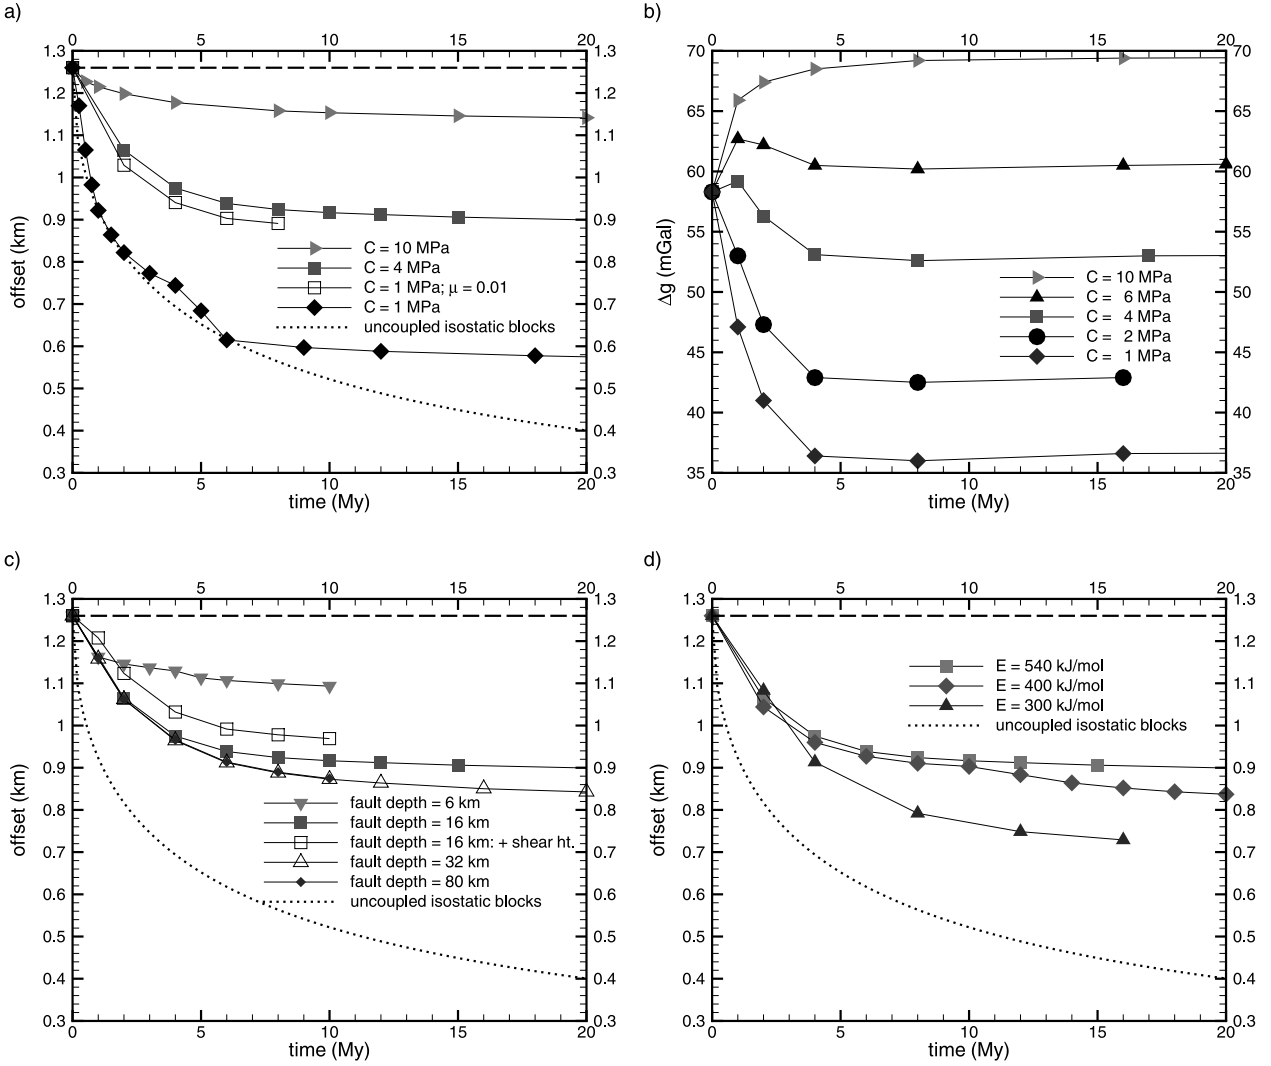 a)
0 5 10 15 20
1.3 1.3
1.2 1.2
1.1 1.1
1 1
0.9 0.9
0.8 0.8
0.7 0.7
0.6 0.6
0.5 0.5
0.4 0.4
0.3 0.3
0 5 10 15 20
offset (km)
time (My)
C = 10 MPa
C = 4 MPa
C = 1 MPa; μ = 0.01
C = 1 MPa
uncoupled isostatic blocks
b)
0 5 10 15 20
70 70
65 65
60 60
55 55
50 50
45 45
40 40
35 35
0 5 10 15 20
Δg (mGal)
time (My)
C = 10 MPa
C = 6 MPa
C = 4 MPa
C = 2 MPa
C = 1 MPa
c)
0 5 10 15 20
1.3 1.3
1.2 1.2
1.1 1.1
1 1
0.9 0.9
0.8 0.8
0.7 0.7
0.6 0.6
0.5 0.5
0.4 0.4
0.3 0.3
0 5 10 15 20
offset (km)
time (My)
fault depth = 6 km
fault depth = 16 km
fault depth = 16 km: + shear ht.
fault depth = 32 km
fault depth = 80 km
uncoupled isostatic blocks
d)
0 5 10 15 20
1.3 1.3
1.2 1.2
1.1 1.1
1 1
0.9 0.9
0.8 0.8
0.7 0.7
0.6 0.6
0.5 0.5
0.4 0.4
0.3 0.3
0 5 10 15 20
offset (km)
time (My)
E = 540 kJ/mol
E = 400 kJ/mol
E = 300 kJ/mol
uncoupled isostatic blocks